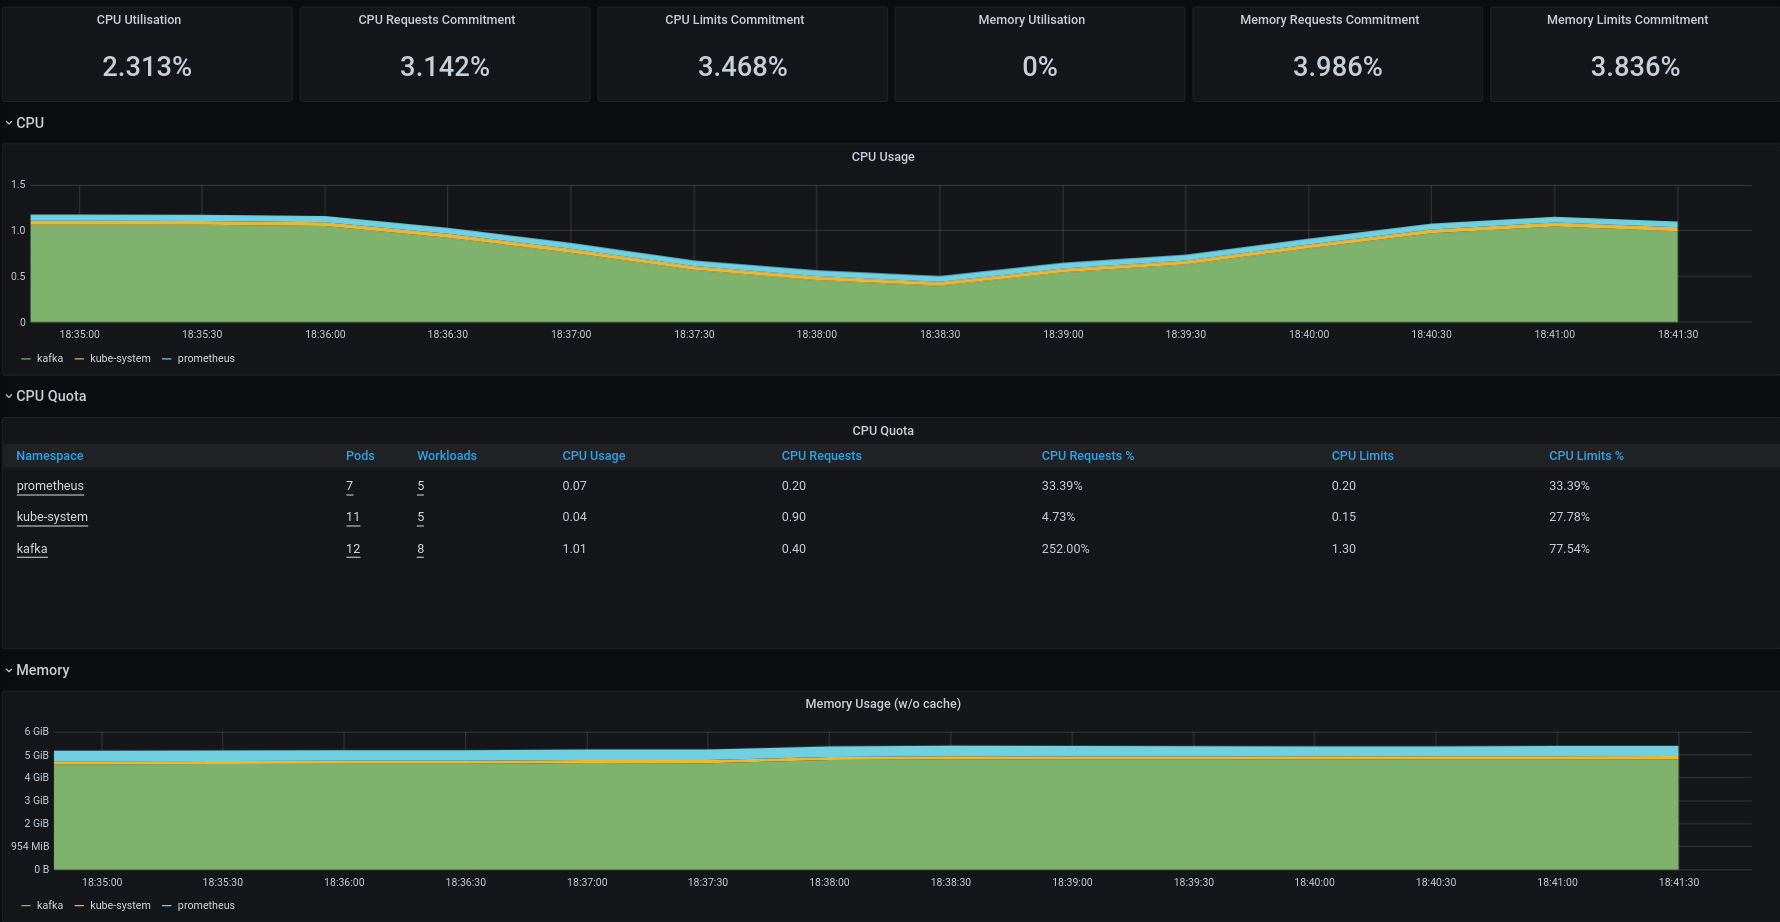 CPU Utilisation CPU Requests Commitment CPU Limits Commitment Memory Utilisation Memory Requests Commitment Memory Limits Commitment
2.313% 3.142% 3.468% 0% 3.986% 3.836%
CPU
CPU Usage
1.5
1.0
0.5
0
18:35:00 18:35:30 18:36:00 18:36:30 18:37:00 18:37:30 18:38:00 18:38:30 18:39:00 18:39:30 18:40:00 18:40:30 18:41:00 18:41:30
kafka kube-system prometheus
CPU Quota
CPU Quota
Namespace Pods Workloads CPU Usage CPU Requests CPU Requests % CPU Limits CPU Limits %
prometheus 7 5 0.07 0.20 33.39% 0.20 33.39%
kube-system 11 5 0.04 0.90 4.73% 0.15 27.78%
kafka 12 8 1.01 0.40 252.00% 1.30 77.54%
Memory
Memory Usage (w/o cache)
6 GiB
5 GiB
4 GiB
3 GiB
2 GiB
954 MiB
0 B
18:35:00 18:35:30 18:36:00 18:36:30 18:37:00 18:37:30 18:38:00 18:38:30 18:39:00 18:39:30 18:40:00 18:40:30 18:41:00 18:41:30
kafka kube-system prometheus